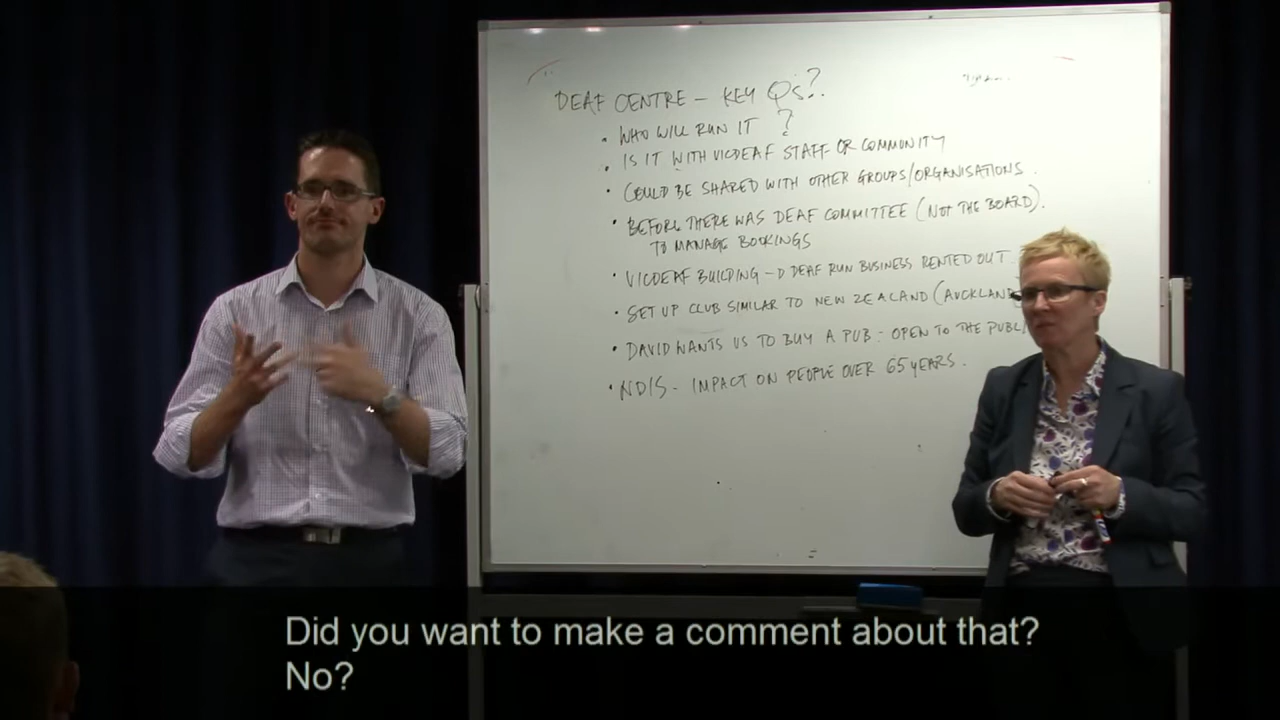 DEAF CENTRE – KEY QS??
• WHO WILL RUN IT ?
• IS IT WITH VICDEAF STAFF OR COMMUNITY
• COULD BE SHARED WITH OTHER GROUPS/ORGANISATIONS.
• BEFORE THERE WAS DEAF COMMITTEE (NOT THE BOARD).
TO MANAGE BOOKINGS
• VICDEAF BUILDING – D DEAF RUN BUSINESS RENTED OUT
• SET UP CLUB SIMILAR TO NEW ZEALAND (AUCKLAND
• DAVID WANTS US TO BUY A PUB : OPEN TO THE PUBLI
• NDIS – IMPACT ON PEOPLE OVER 65 YEARS.
Did you want to make a comment about that?
No?